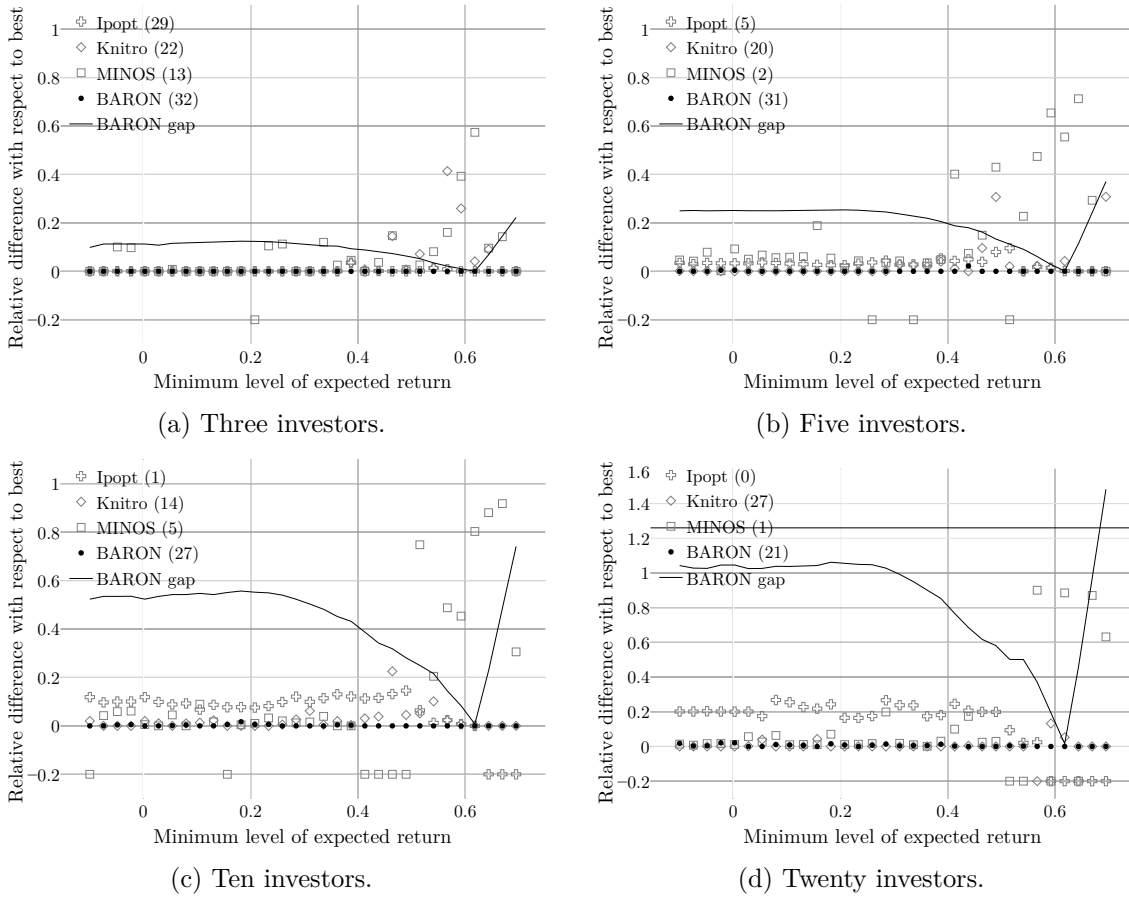 Relative difference with respect to best
1
0.8
0.6
0.4
0.2
0
−0.2
Ipopt (29)
Knitro (22)
MINOS (13)
BARON (32)
BARON gap
0 0.2 0.4 0.6
Minimum level of expected return
(a) Three investors.
Relative difference with respect to best
1
0.8
0.6
0.4
0.2
0
−0.2
Ipopt (5)
Knitro (20)
MINOS (2)
BARON (31)
BARON gap
0 0.2 0.4 0.6
Minimum level of expected return
(b) Five investors.
Relative difference with respect to best
1
0.8
0.6
0.4
0.2
0
−0.2
Ipopt (1)
Knitro (14)
MINOS (5)
BARON (27)
BARON gap
0 0.2 0.4 0.6
Minimum level of expected return
(c) Ten investors.
Relative difference with respect to best
1.6
1.4
1.2
1
0.8
0.6
0.4
0.2
0
−0.2
Ipopt (0)
Knitro (27)
MINOS (1)
BARON (21)
BARON gap
0 0.2 0.4 0.6
Minimum level of expected return
(d) Twenty investors.